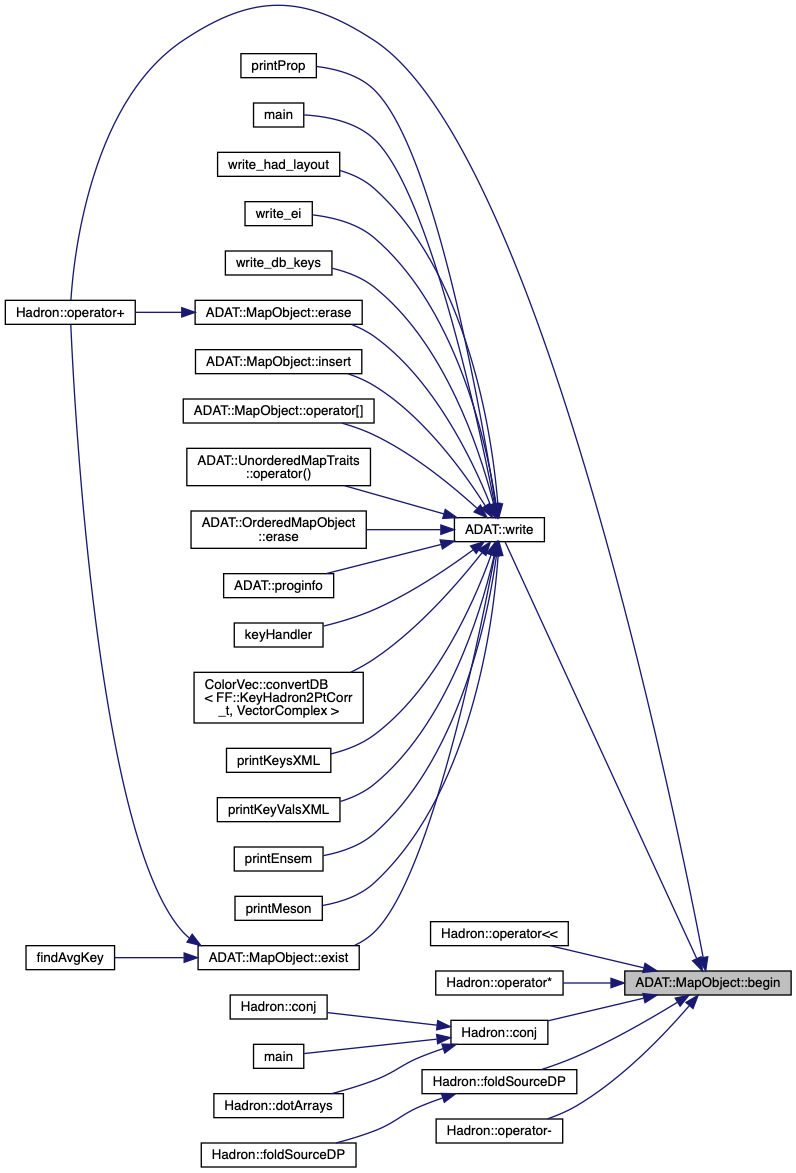 printProp
main
write_had_layout
write_ei
write_db_keys
Hadron::operator+
ADAT::MapObject::erase
ADAT::MapObject::insert
ADAT::MapObject::operator[]
ADAT::UnorderedMapTraits
::operator()
ADAT::OrderedMapObject
::erase
ADAT::write
ADAT::proginfo
keyHandler
ColorVec::convertDB
< FF::KeyHadron2PtCorr
_t, VectorComplex >
printKeysXML
printKeyValsXML
printEnsem
printMeson
Hadron::operator<<
findAvgKey
ADAT::MapObject::exist
Hadron::operator*
ADAT::MapObject::begin
Hadron::conj
Hadron::conj
main
Hadron::foldSourceDP
Hadron::dotArrays
Hadron::operator-
Hadron::foldSourceDP